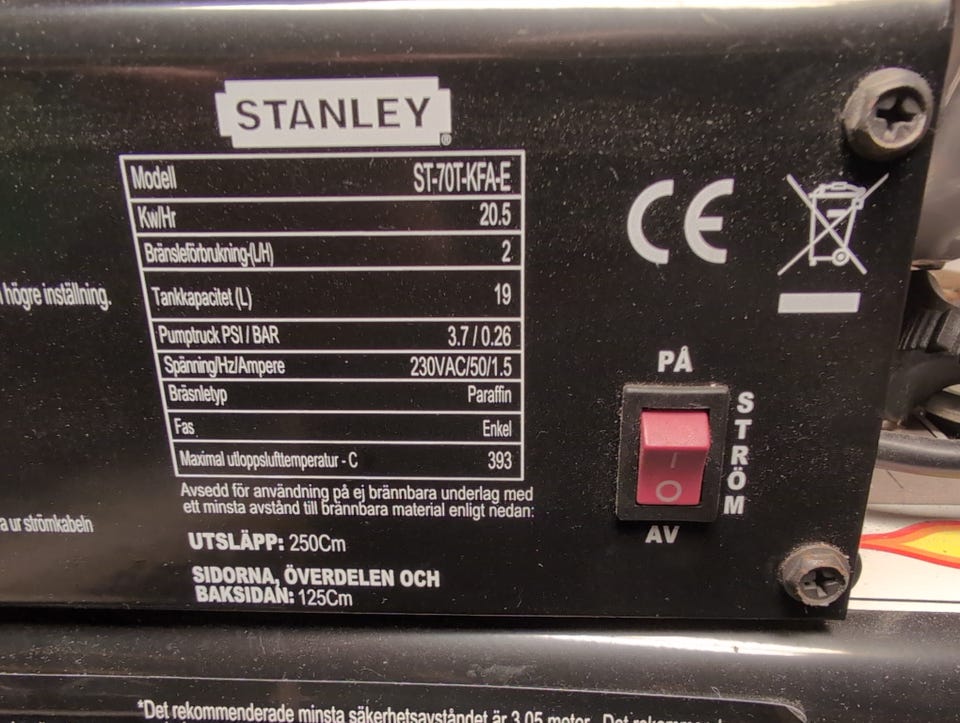 STANLEY®
Modell ST-70T-KFA-E
Kw/Hr 20.5
Bränsleförbrukning-(L/H) 2
högre inställning.
Tankkapacitet (L) 19
Pumptruck PSI / BAR 3.7 / 0.26
Spänning/Hz/Ampere 230VAC/50/1.5
Bräsnletyp Paraffin
Fas Enkel
Maximal utloppslufttemperatur - C 393
Avsedd för användning på ej brännbara underlag med
ett minsta avstånd till brännbara material enligt nedan:
ur strömkabeln
UTSLÄPP: 250Cm
SIDORNA, ÖVERDELEN OCH
BAKSIDAN: 125Cm
CE
PÅ
STRÖM
I
O
AV
*Det rekommenderade minsta säkerhetsavståndet är 3,05 meter. Det